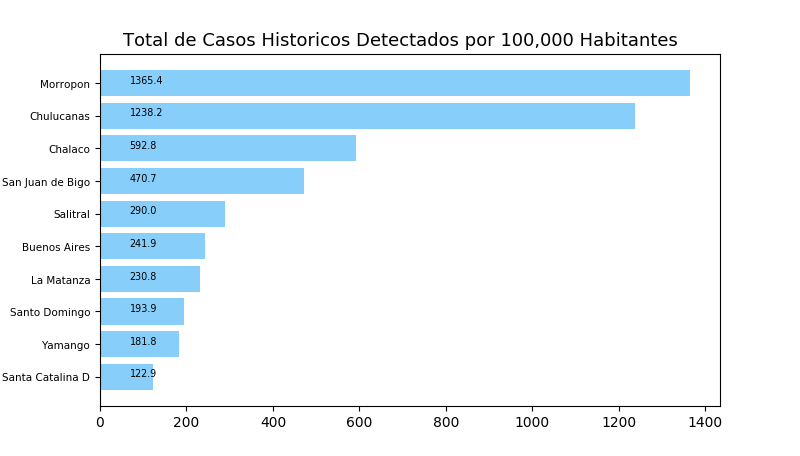 Total de Casos Historicos Detectados por 100,000 Habitantes
Morropon 1365.4
Chulucanas 1238.2
Chalaco 592.8
San Juan de Bigo 470.7
Salitral 290.0
Buenos Aires 241.9
La Matanza 230.8
Santo Domingo 193.9
Yamango 181.8
Santa Catalina D 122.9
0 200 400 600 800 1000 1200 1400